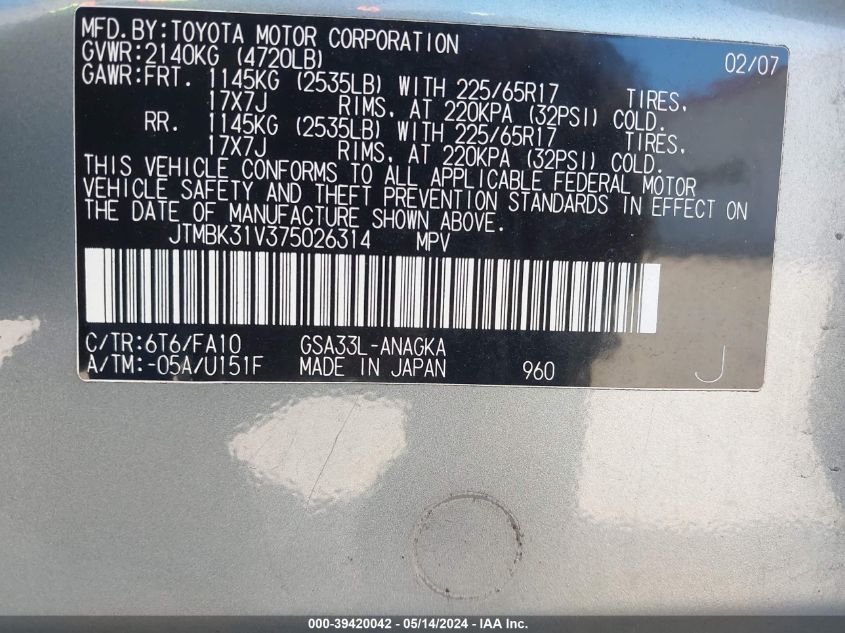 MFD.BY:TOYOTA MOTOR CORPORATION 02/07
GVWR:2140KG (4720LB)
GAWR:FRT. 1145KG (2535LB) WITH 225/65R17 TIRES,
17X7J RIMS, AT 220KPA (32PSI) COLD.
RR. 1145KG (2535LB) WITH 225/65R17 TIRES,
17X7J RIMS, AT 220KPA (32PSI) COLD.
THIS VEHICLE CONFORMS TO ALL APPLICABLE FEDERAL MOTOR
VEHICLE SAFETY AND THEFT PREVENTION STANDARDS IN EFFECT ON
THE DATE OF MANUFACTURE SHOWN ABOVE.
JTMBK31V375026314 MPV
C/TR:6T6/FA10 GSA33L-ANAGKA
A/TM:-05A/U151F MADE IN JAPAN 960 J
000-39420042 - 05/14/2024 - IAA Inc.